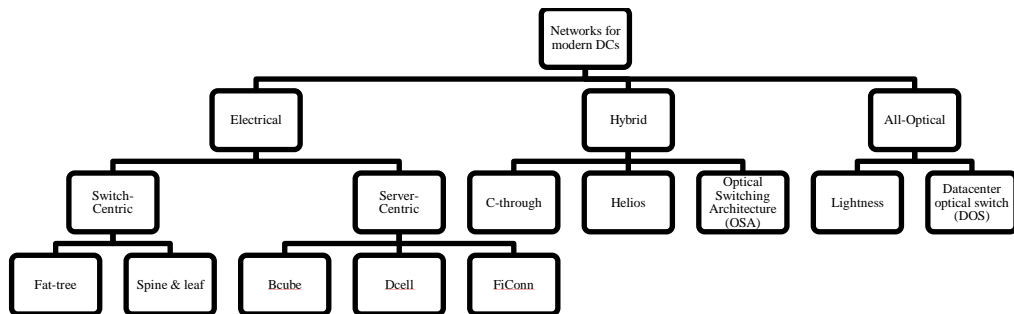 Networks for
modern DCs
Electrical
Hybrid
All-Optical
Switch-
Centric
Server-
Centric
C-through
Helios
Optical
Switching
Architecture
(OSA)
Lightness
Datacenter
optical switch
(DOS)
Fat-tree
Spine & leaf
Bcube
Dcell
FiConn